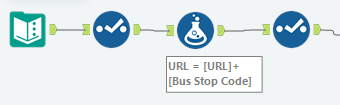 URL = [URL]+
[Bus Stop Code]